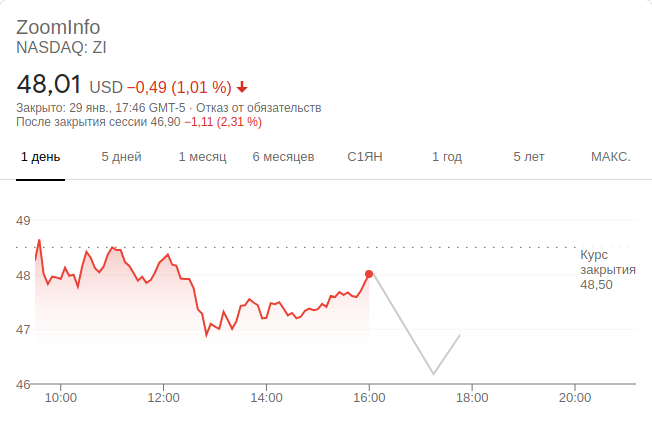 ZoomInfo
NASDAQ: ZI
48,01 USD −0,49 (1,01 %)
Закрыто: 29 янв., 17:46 GMT-5 · Отказ от обязательств
После закрытия сессии 46,90 −1,11 (2,31 %)
1 день 5 дней 1 месяц 6 месяцев С1ЯН 1 год 5 лет МАКС.
49
Курс
закрытия
48,50
48
47
46
10:00 12:00 14:00 16:00 18:00 20:00